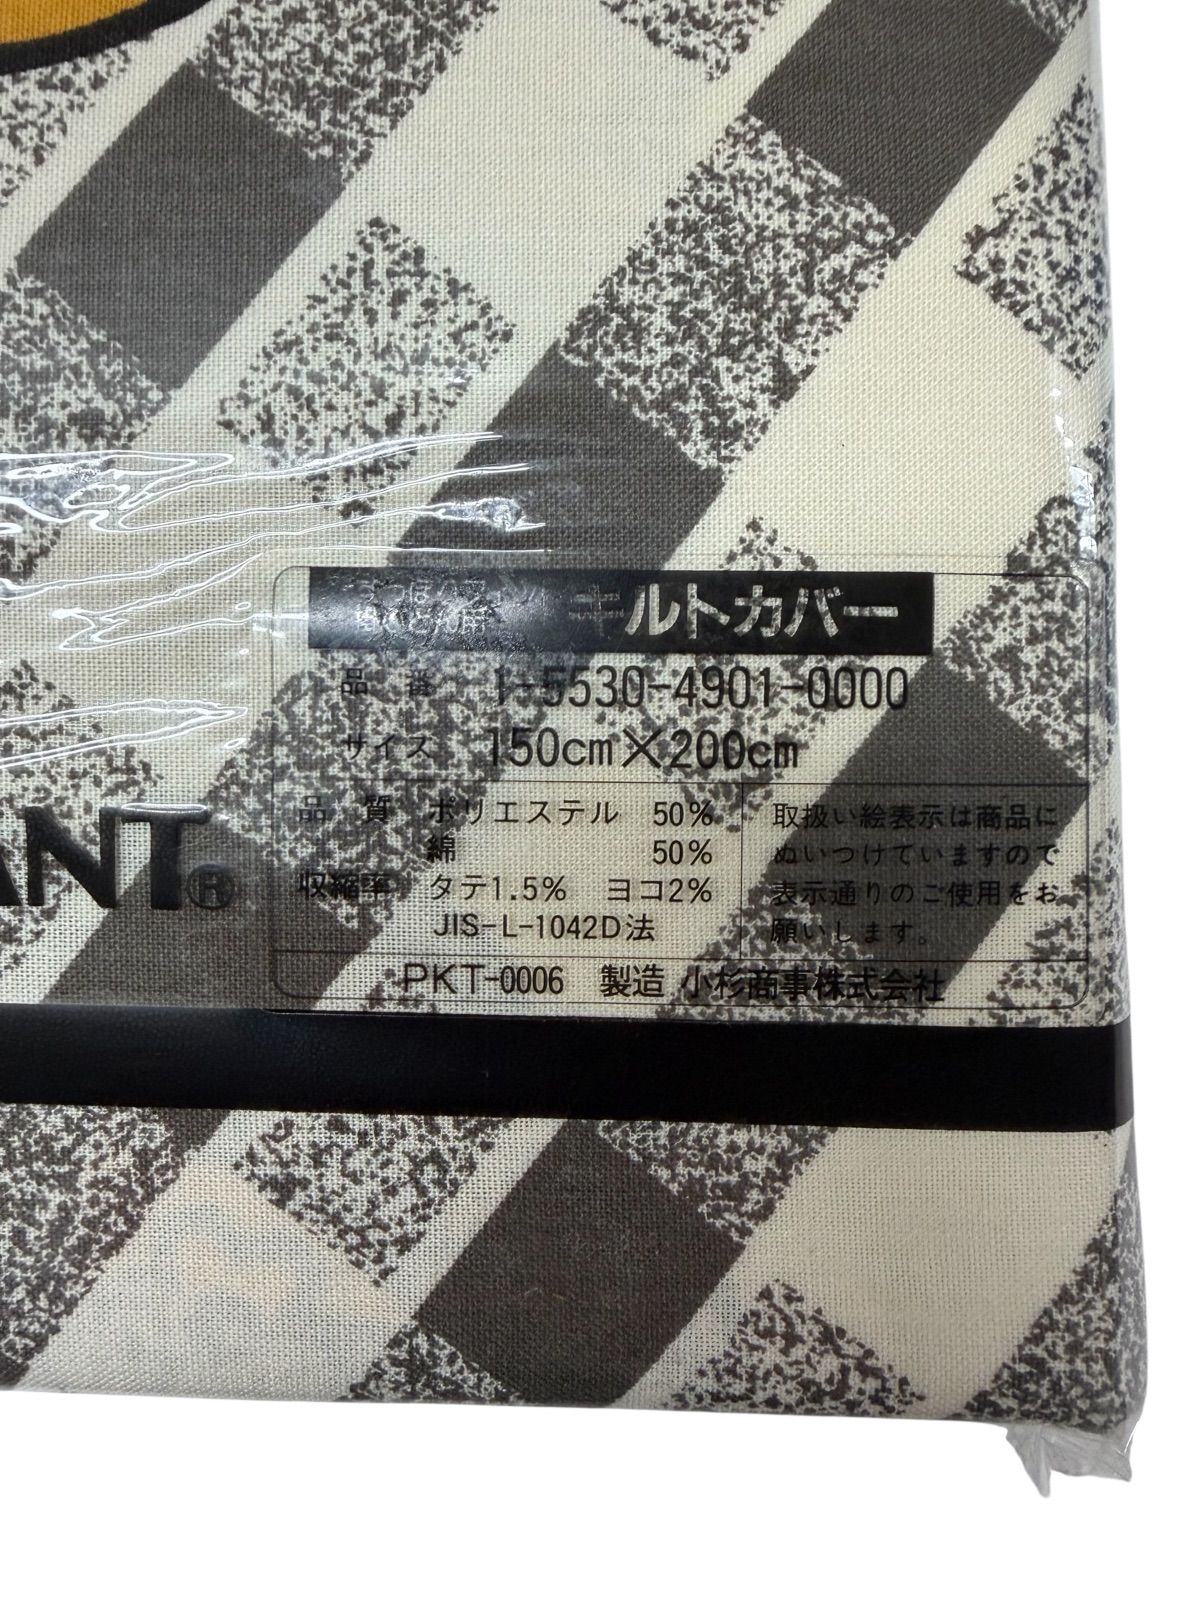 キルトカバー
品 番 1-5530-4901-0000
サイズ 150cm×200cm
品 質 ポリエステル 50%
綿 50%
収縮率 タテ1.5% ヨコ2%
JIS-L-1042D法
取扱い絵表示は商品に
ぬいつけていますので
表示通りのご使用をお
願いします。
PKT-0006 製造 小杉商事株式会社
ANT®